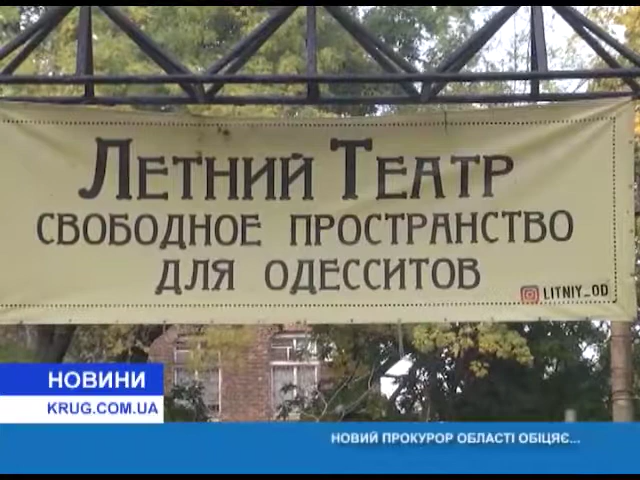 Летний Театр
свободное пространство
для одесситов
LITNIY_OD
НОВИНИ
KRUG.COM.UA
НОВИЙ ПРОКУРОР ОБЛАСТІ ОБІЦЯЄ...